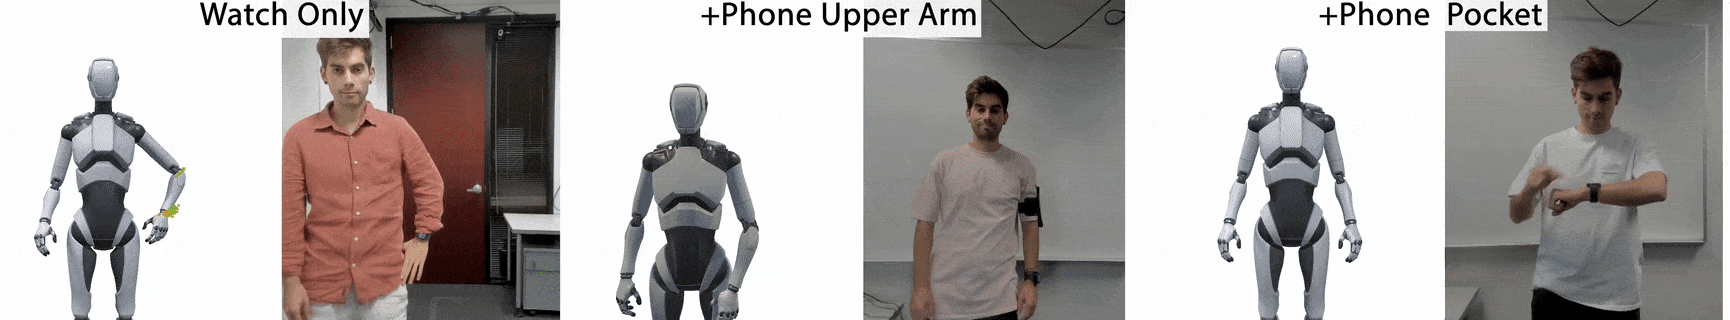 Watch Only
+Phone Upper Arm
+Phone Pocket